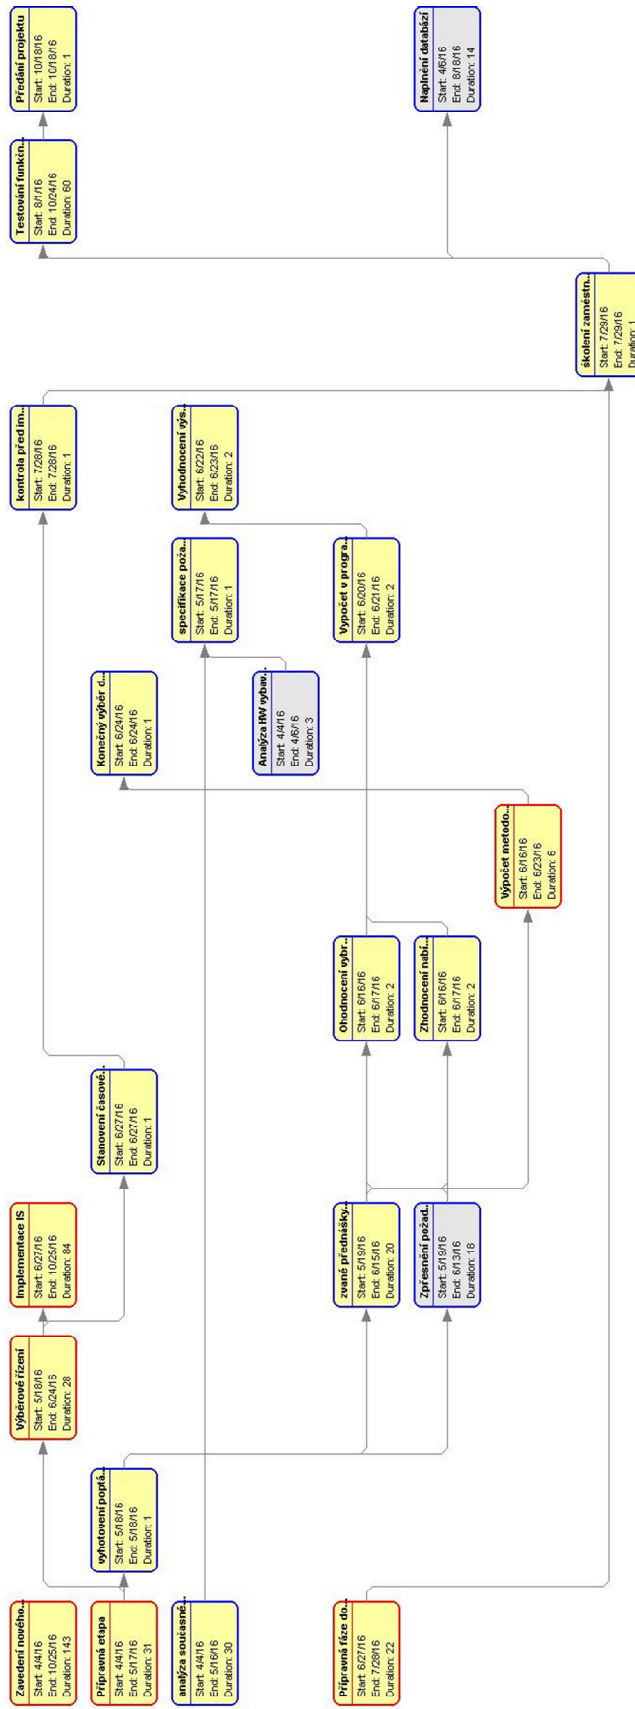 Zavedení nového...
Start: 4/4/16
End: 10/25/16
Duration: 143
Přípravná etapa
Start: 4/4/16
End: 5/17/16
Duration: 31
analýza současné...
Start: 4/4/16
End: 5/16/16
Duration: 30
Přípravná fáze do...
Start: 6/27/16
End: 7/28/16
Duration: 22
vyhotovení poptá...
Start: 5/18/16
End: 5/18/16
Duration: 1
Výběrové řízení
Start: 5/18/16
End: 6/24/16
Duration: 28
Implementace IS
Start: 6/27/16
End: 10/25/16
Duration: 84
zvané přednášky...
Start: 5/19/16
End: 6/15/16
Duration: 20
Zpřesnění požad...
Start: 5/19/16
End: 6/13/16
Duration: 18
Stanovení časové...
Start: 6/27/16
End: 6/27/16
Duration: 1
Ohodnocení vybr...
Start: 6/16/16
End: 6/17/16
Duration: 2
Zhodnocení nabí...
Start: 6/16/16
End: 6/17/16
Duration: 2
Výpočet metodo...
Start: 6/16/16
End: 6/23/16
Duration: 6
Konečný výběr d...
Start: 6/24/16
End: 6/24/16
Duration: 1
Analýza HW vybav...
Start: 4/4/16
End: 4/6/16
Duration: 3
specifikace poža...
Start: 5/17/16
End: 5/17/16
Duration: 1
Vypočet v progra...
Start: 6/20/16
End: 6/21/16
Duration: 2
kontrola před im...
Start: 7/28/16
End: 7/28/16
Duration: 1
Vyhodnocení výs...
Start: 6/22/16
End: 6/23/16
Duration: 2
školení zaměstn...
Start: 7/29/16
End: 7/29/16
Duration: 1
Testování funkčn...
Start: 8/1/16
End: 10/24/16
Duration: 60
Předání projektu
Start: 10/18/16
End: 10/18/16
Duration: 1
Naplnění databází
Start: 4/6/16
End: 8/18/16
Duration: 14